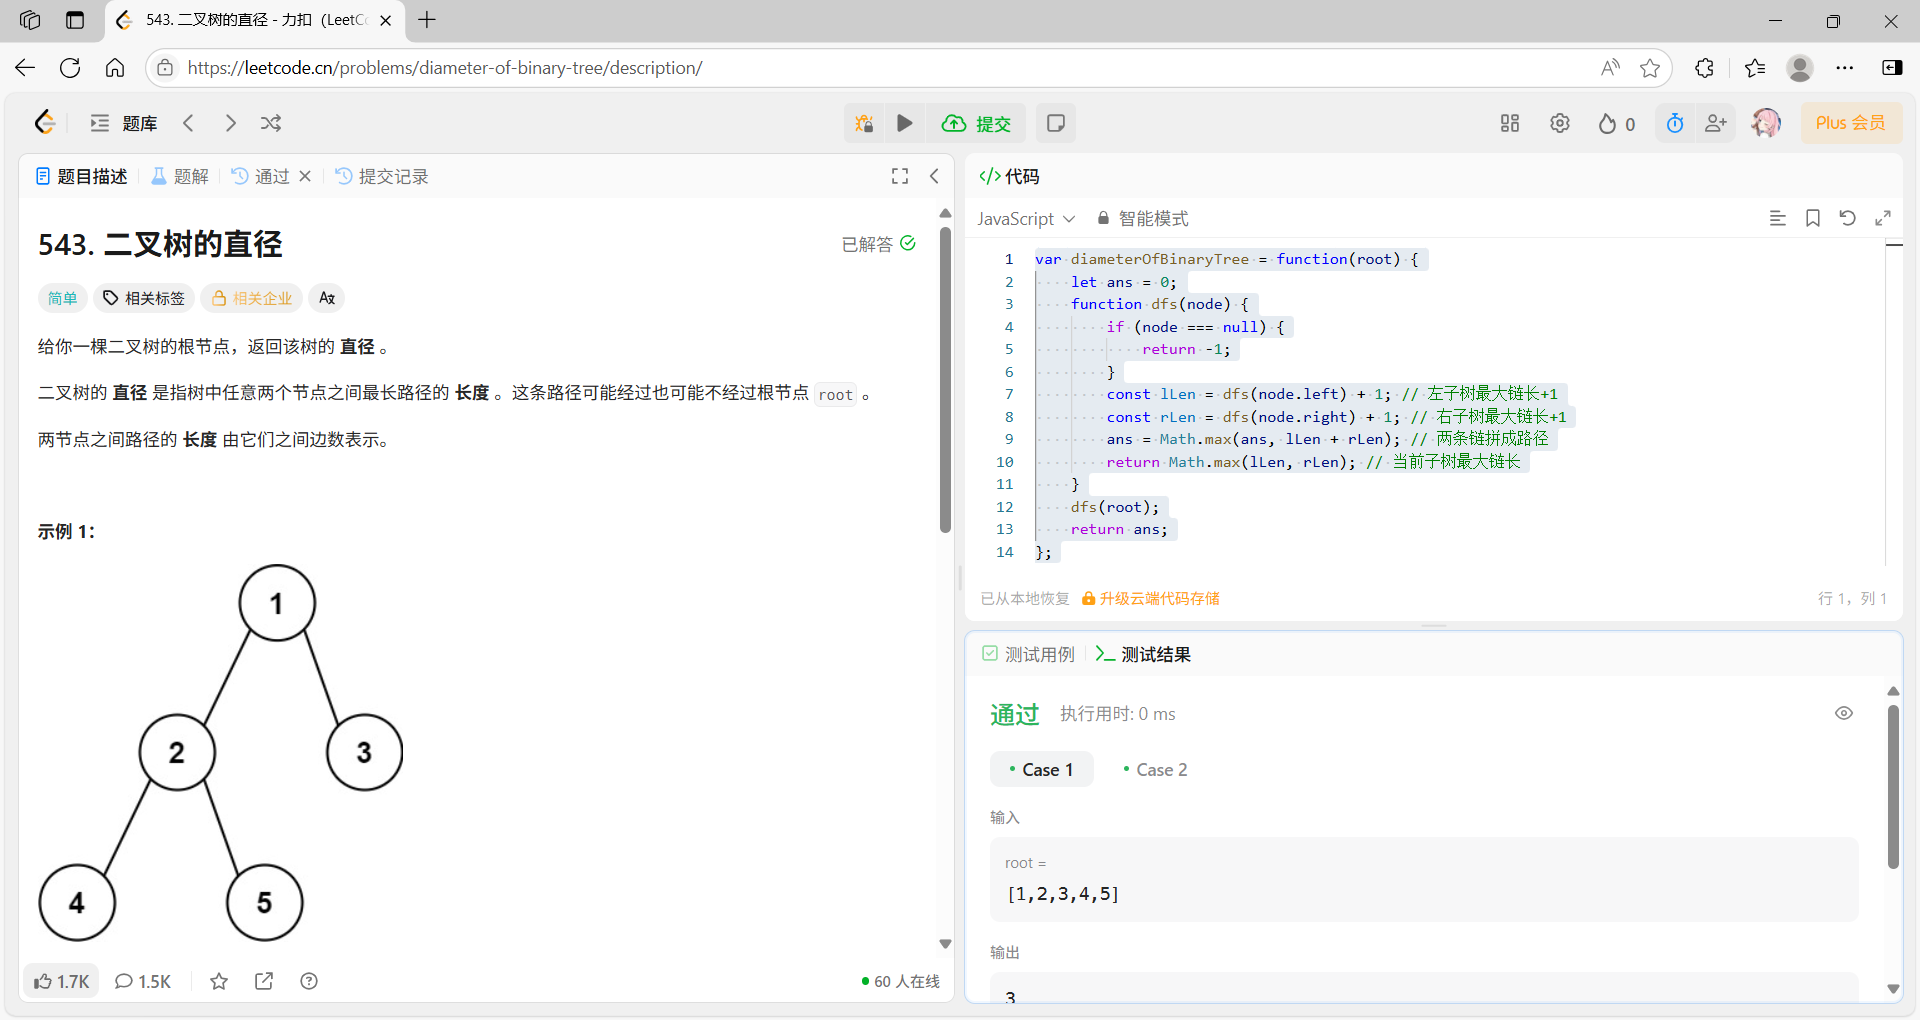 543. 二叉树的直径 - 力扣（LeetC
https://leetcode.cn/problems/diameter-of-binary-tree/description/
题库
提交
0
Plus 会员
题目描述
题解
通过
提交记录
543. 二叉树的直径
已解答
简单
相关标签
相关企业
给你一棵二叉树的根节点，返回该树的 直径 。
二叉树的 直径 是指树中任意两个节点之间最长路径的 长度 。这条路径可能经过也可能不经过根节点 root 。
两节点之间路径的 长度 由它们之间边数表示。
示例 1：
1
2
3
4
5
1.7K
1.5K
60 人在线
</> 代码
JavaScript
智能模式
1 var diameterOfBinaryTree = function(root) {
2 let ans = 0;
3 function dfs(node) {
4 if (node === null) {
5 return -1;
6 }
7 const lLen = dfs(node.left) + 1; // 左子树最大链长+1
8 const rLen = dfs(node.right) + 1; // 右子树最大链长+1
9 ans = Math.max(ans, lLen + rLen); // 两条链拼成路径
10 return Math.max(lLen, rLen); // 当前子树最大链长
11 }
12 dfs(root);
13 return ans;
14 };
已从本地恢复
升级云端代码存储
行 1，列 1
测试用例
测试结果
通过
执行用时: 0 ms
Case 1
Case 2
输入
root =
[1,2,3,4,5]
输出
3